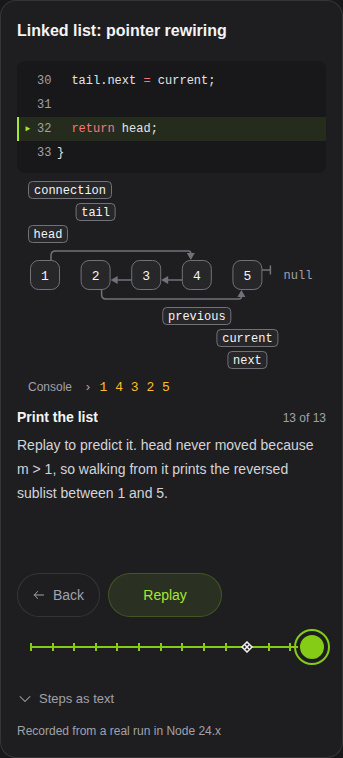 Linked list: pointer rewiring
30 tail.next = current;
31
32 return head;
33 }
connection
tail
head
1 2 3 4 5 null
previous
current
next
Console › 1 4 3 2 5
Print the list 13 of 13
Replay to predict it. head never moved because
m > 1, so walking from it prints the reversed
sublist between 1 and 5.
← Back Replay
Steps as text
Recorded from a real run in Node 24.x